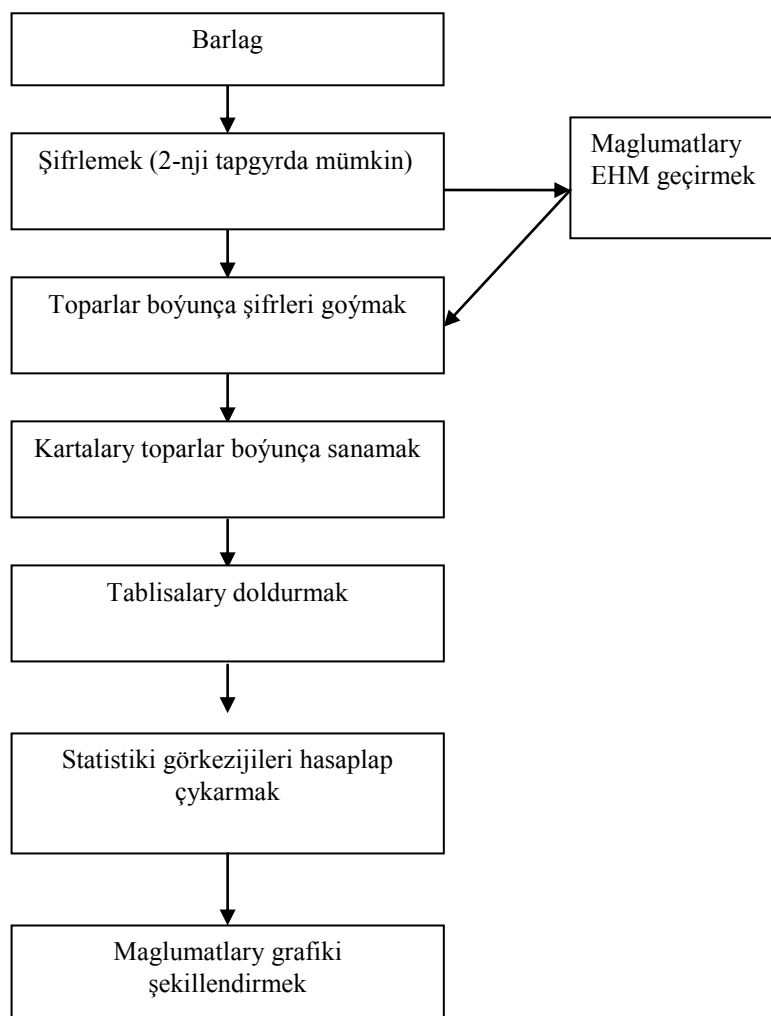 Barlag
Şifrlemek (2-nji tapgyrda mümkin)
Maglumatlary
EHM geçirmek
Toparlar boýunça şifrleri goýmak
Kartalary toparlar boýunça sanamak
Tablisalary doldurmak
Statistiki görkezijileri hasaplap
çykarmak
Maglumatlary grafiki
şekillendirmek